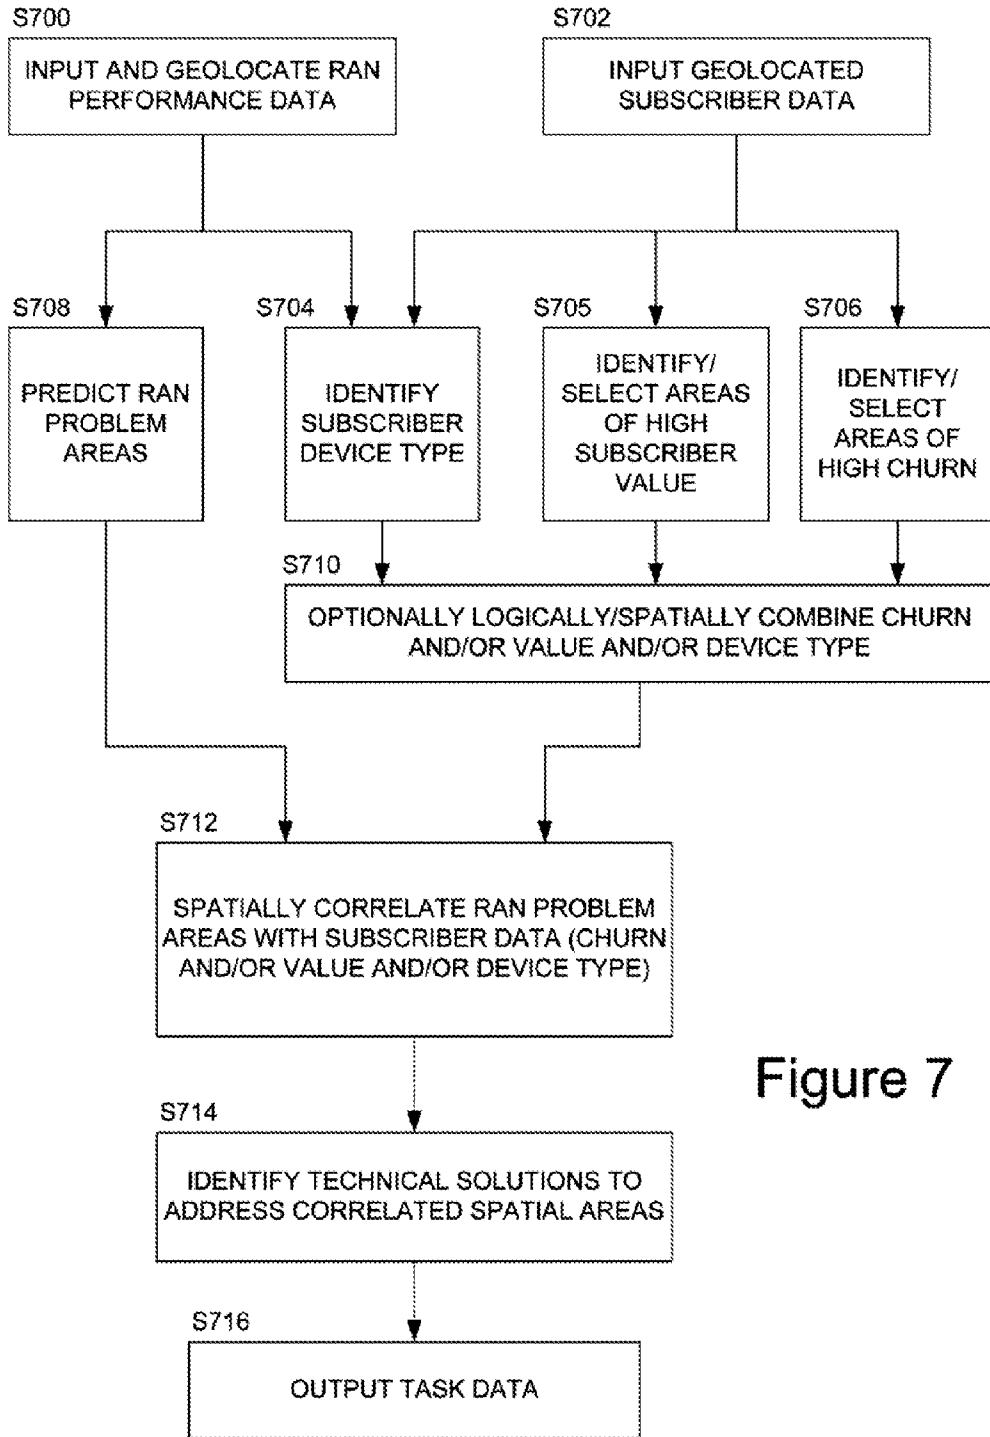 S700
INPUT AND GEOLOCATE RAN
PERFORMANCE DATA
S702
INPUT GEOLOCATED
SUBSCRIBER DATA
S708
PREDICT RAN
PROBLEM
AREAS
S704
IDENTIFY
SUBSCRIBER
DEVICE TYPE
S705
IDENTIFY/
SELECT AREAS
OF HIGH
SUBSCRIBER
VALUE
S706
IDENTIFY/
SELECT
AREAS OF
HIGH CHURN
S710
OPTIONALLY LOGICALLY/SPATIALLY COMBINE CHURN
AND/OR VALUE AND/OR DEVICE TYPE
S712
SPATIALLY CORRELATE RAN PROBLEM
AREAS WITH SUBSCRIBER DATA (CHURN
AND/OR VALUE AND/OR DEVICE TYPE)
Figure 7
S714
IDENTIFY TECHNICAL SOLUTIONS TO
ADDRESS CORRELATED SPATIAL AREAS
S716
OUTPUT TASK DATA